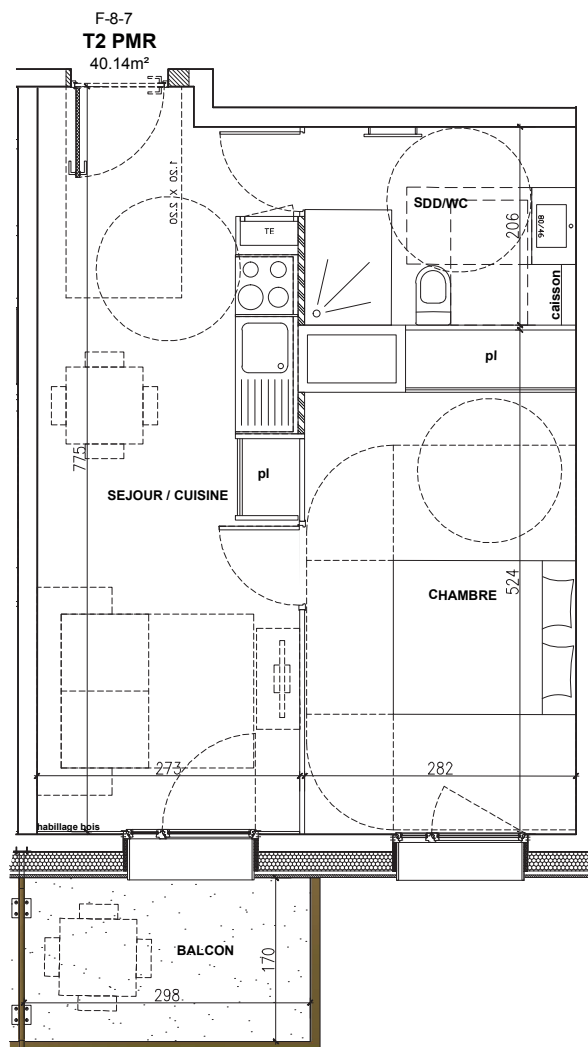 F-8-7
T2 PMR
40.14m²
1.20 X 2.20
SDD/WC
80/46
206
TE
caisson
pl
775
pl
SEJOUR / CUISINE
CHAMBRE
524
273
282
habillage bois
BALCON
170
298.